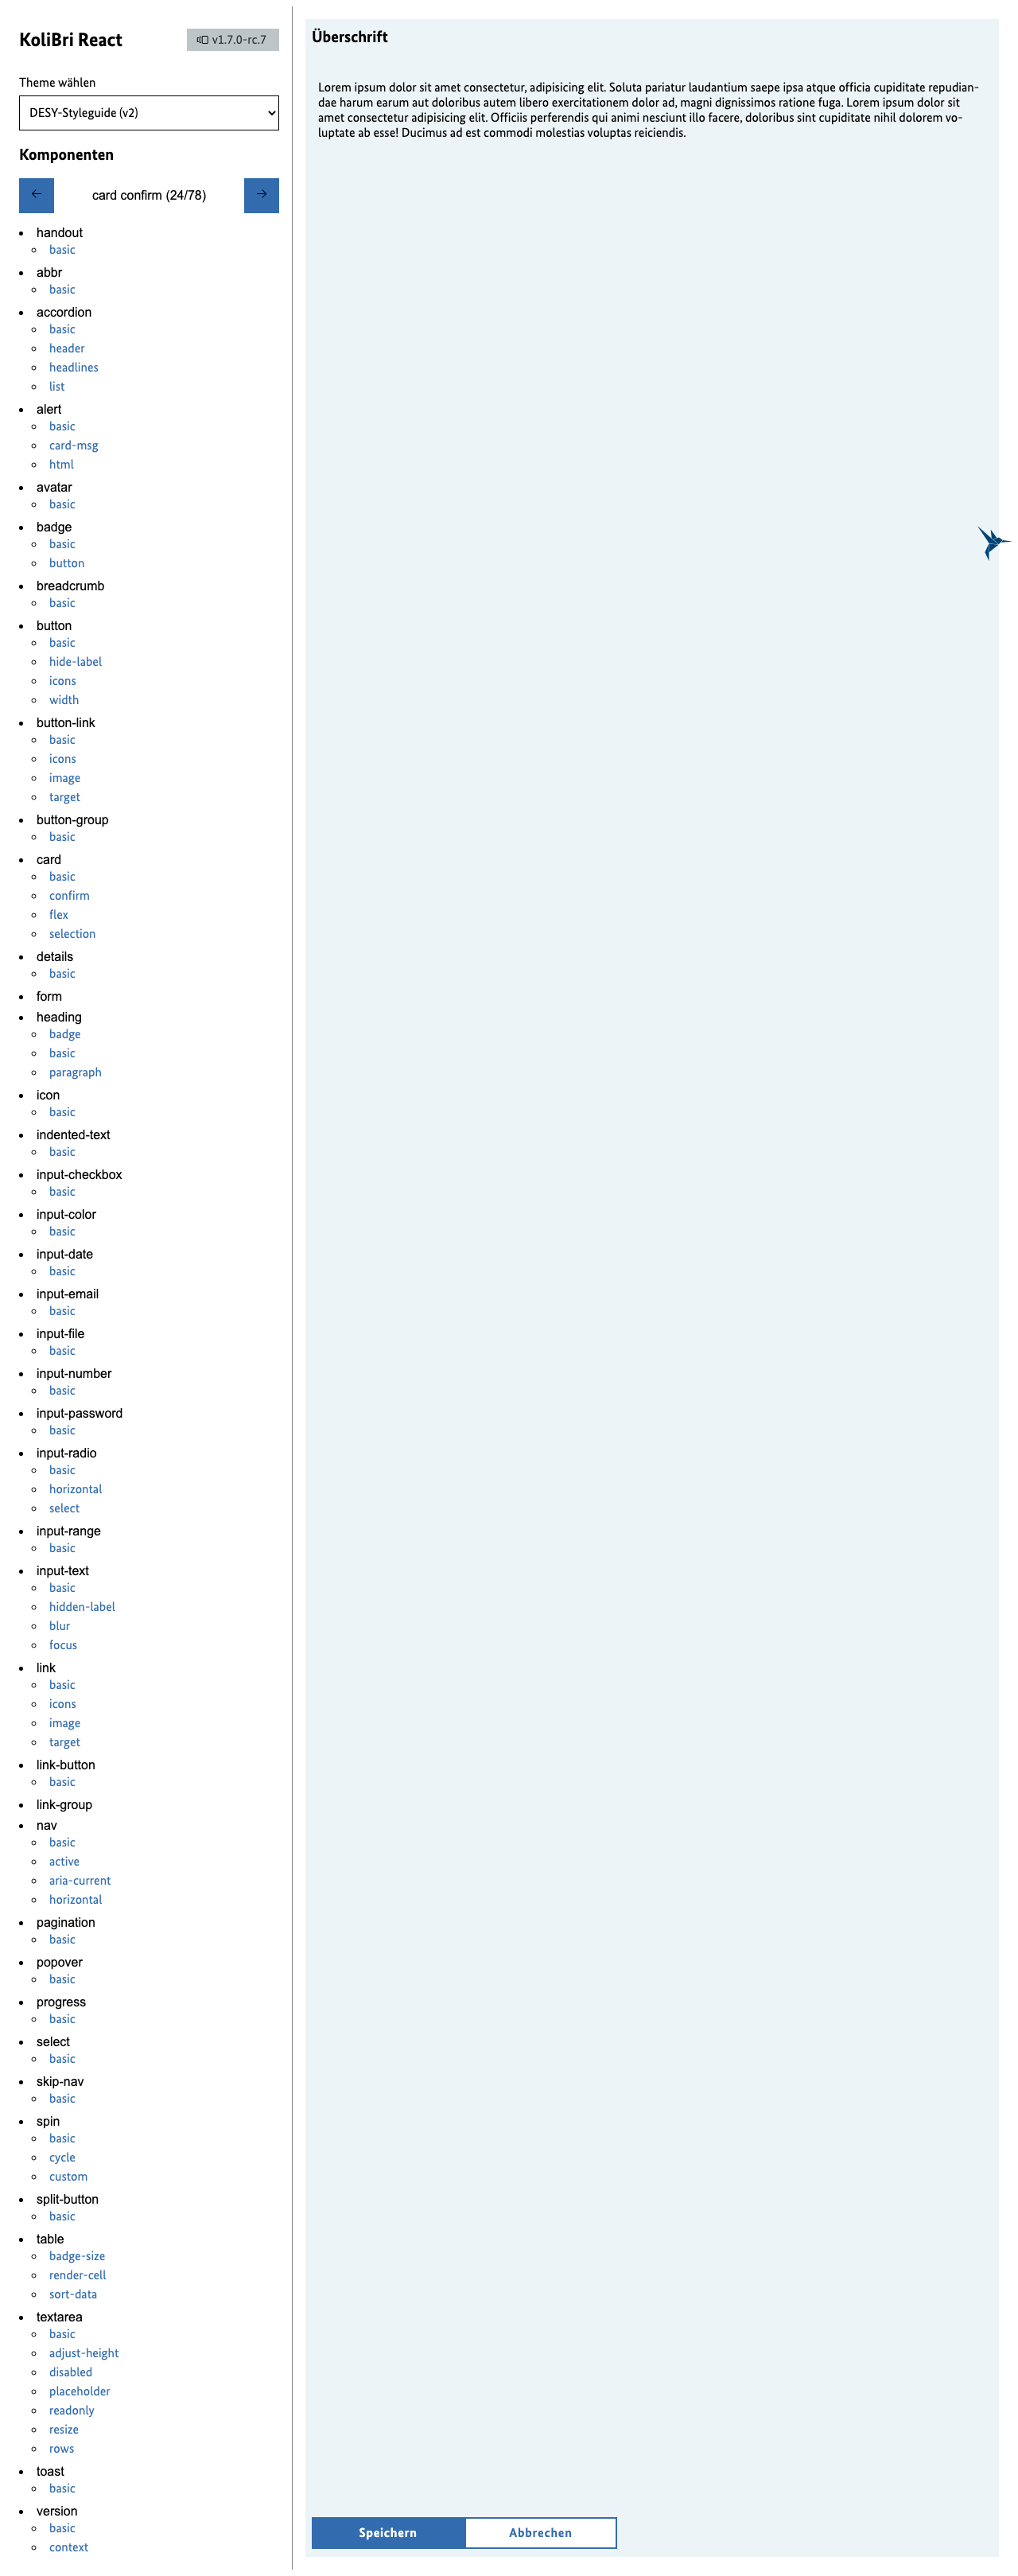 KoliBri React
v1.7.0-rc.7
Theme wählen
DESY-Styleguide (v2)
Komponenten
← card confirm (24/78) →
handout
basic
abbr
basic
accordion
basic
header
headlines
list
alert
basic
card-msg
html
avatar
basic
badge
basic
button
breadcrumb
basic
button
basic
hide-label
icons
width
button-link
basic
icons
image
target
button-group
basic
card
basic
confirm
flex
selection
details
basic
form
heading
badge
basic
paragraph
icon
basic
indented-text
basic
input-checkbox
basic
input-color
basic
input-date
basic
input-email
basic
input-file
basic
input-number
basic
input-password
basic
input-radio
basic
horizontal
select
input-range
basic
input-text
basic
hidden-label
blur
focus
link
basic
icons
image
target
link-button
basic
link-group
nav
basic
active
aria-current
horizontal
pagination
basic
popover
basic
progress
basic
select
basic
skip-nav
basic
spin
basic
cycle
custom
split-button
basic
table
badge-size
render-cell
sort-data
textarea
basic
adjust-height
disabled
placeholder
readonly
resize
rows
toast
basic
version
basic
context
Überschrift
Lorem ipsum dolor sit amet consectetur, adipisicing elit. Soluta pariatur laudantium saepe ipsa atque officia cupiditate repudian-
dae harum earum aut doloribus autem libero exercitationem dolor ad, magni dignissimos ratione fuga. Lorem ipsum dolor sit
amet consectetur adipisicing elit. Officiis perferendis qui animi nesciunt illo facere, doloribus sint cupiditate nihil dolorem vo-
luptate ab esse! Ducimus ad est commodi molestias voluptas reiciendis.
Speichern
Abbrechen